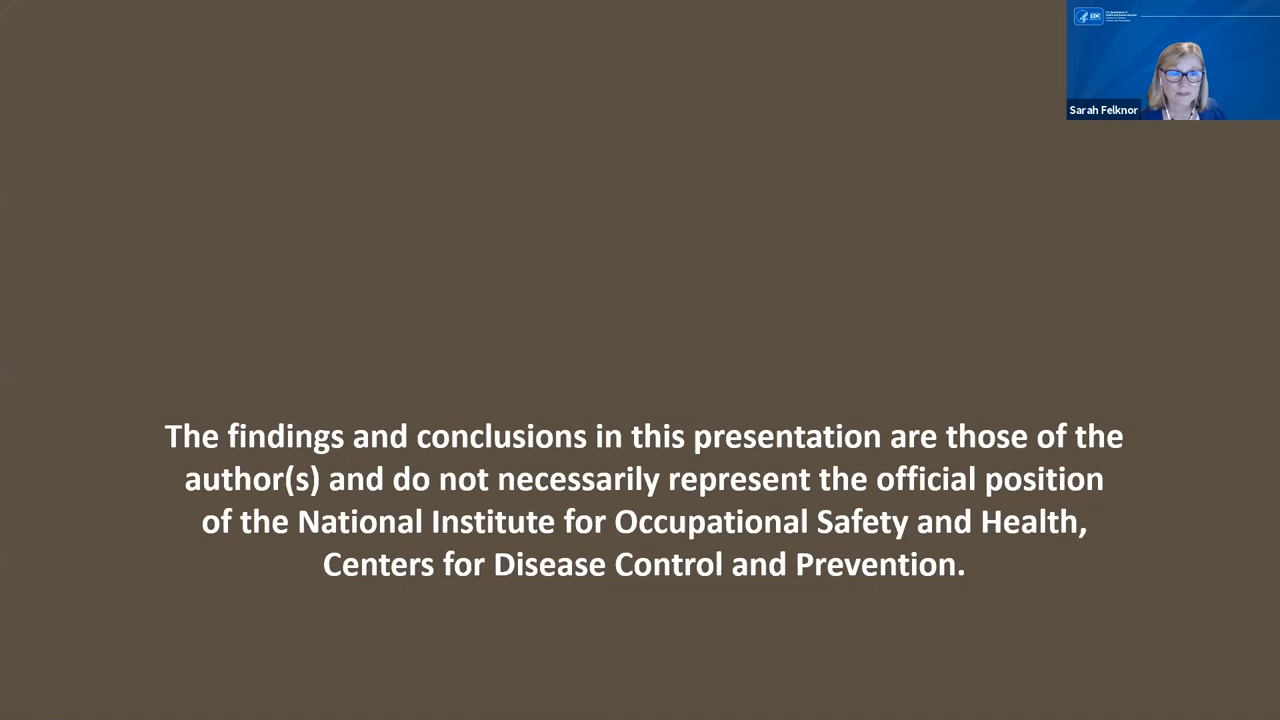 CDC
Sarah Felknor
The findings and conclusions in this presentation are those of the
author(s) and do not necessarily represent the official position
of the National Institute for Occupational Safety and Health,
Centers for Disease Control and Prevention.